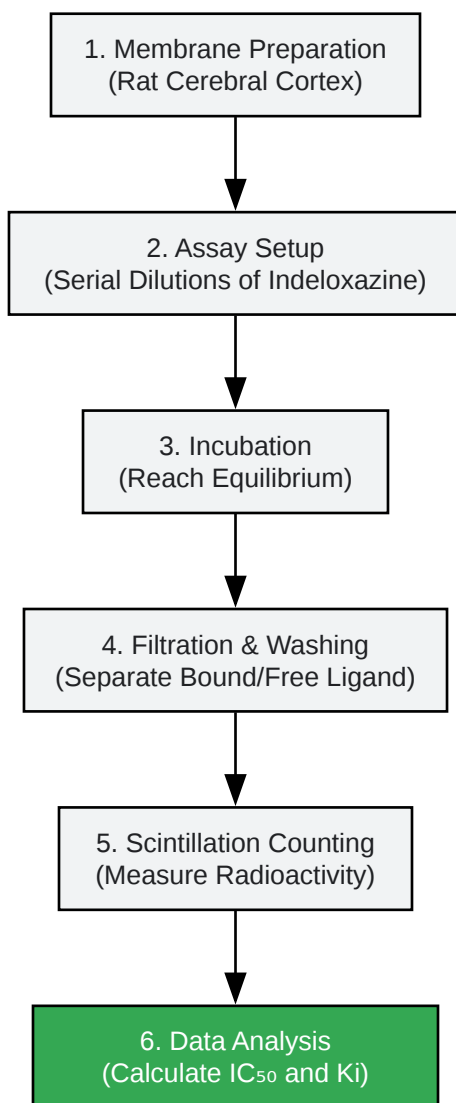 1. Membrane Preparation
(Rat Cerebral Cortex)
2. Assay Setup
(Serial Dilutions of Indeloxazine)
3. Incubation
(Reach Equilibrium)
4. Filtration & Washing
(Separate Bound/Free Ligand)
5. Scintillation Counting
(Measure Radioactivity)
6. Data Analysis
(Calculate IC₅₀ and Ki)